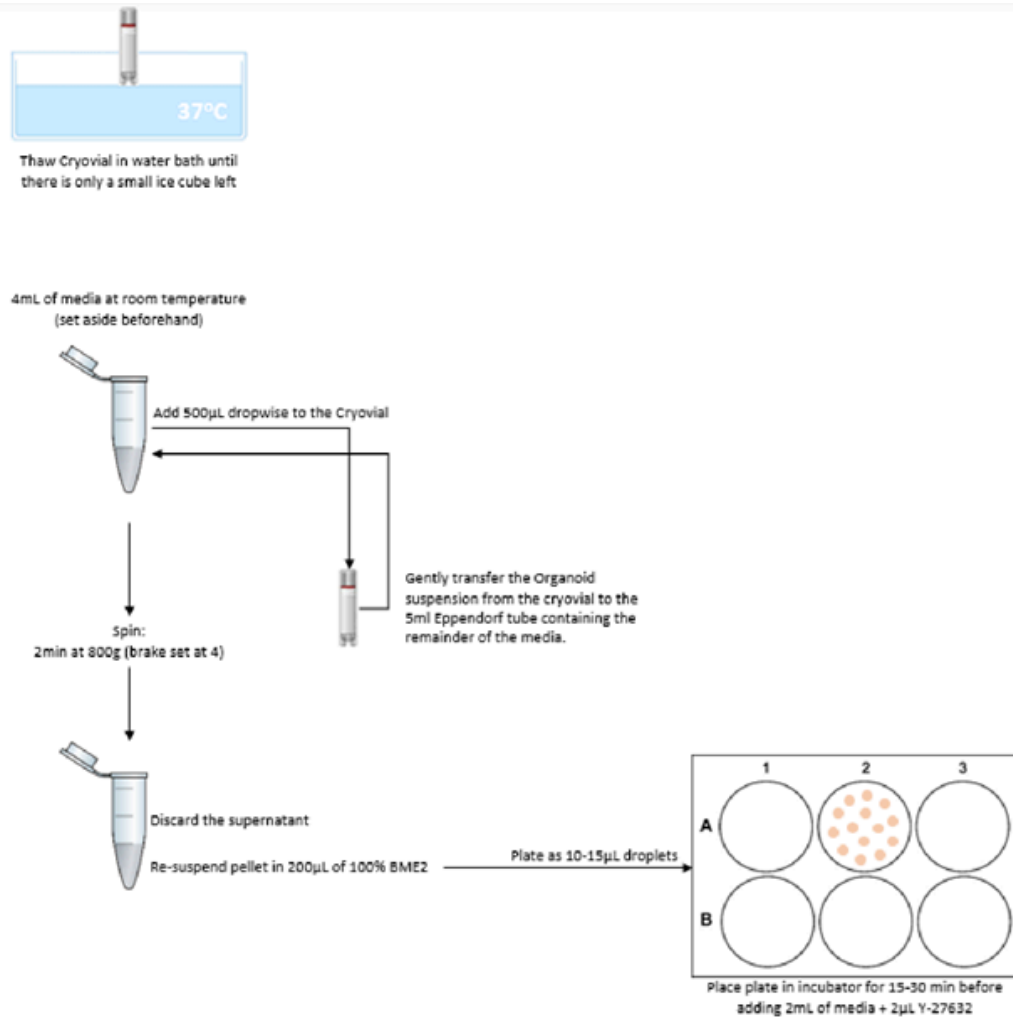 37°C
Thaw Cryovial in water bath until
there is only a small ice cube left
4mL of media at room temperature
(set aside beforehand)
Add 500µL dropwise to the Cryovial
Gently transfer the Organoid
suspension from the cryovial to the
5ml Eppendorf tube containing the
remainder of the media.
Spin:
2min at 800g (brake set at 4)
Discard the supernatant
Re-suspend pellet in 200µL of 100% BME2
Plate as 10-15µL droplets
1 2 3
A
B
Place plate in incubator for 15-30 min before
adding 2mL of media + 2µL Y-27632